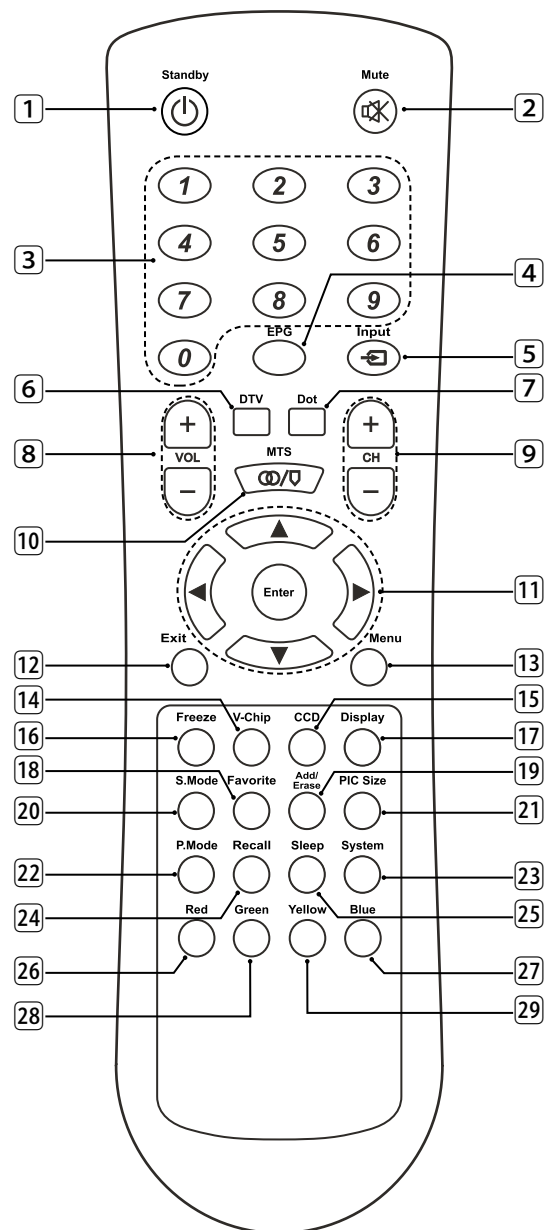 Standby Mute
1 2
1 2 3
4 5 6
3 4
7 8 9
EPG Input
0 5
6 DTV Dot 7
+ +
8 VOL MTS CH 9
− −
10
Enter 11
Exit Menu
12 13
14 15
Freeze V-Chip CCD Display
16 17
18 Add/ 19
S.Mode Favorite Erase PIC Size
20 21
P.Mode Recall Sleep System
22 23
24 25
Red Green Yellow Blue
26 27
28 29